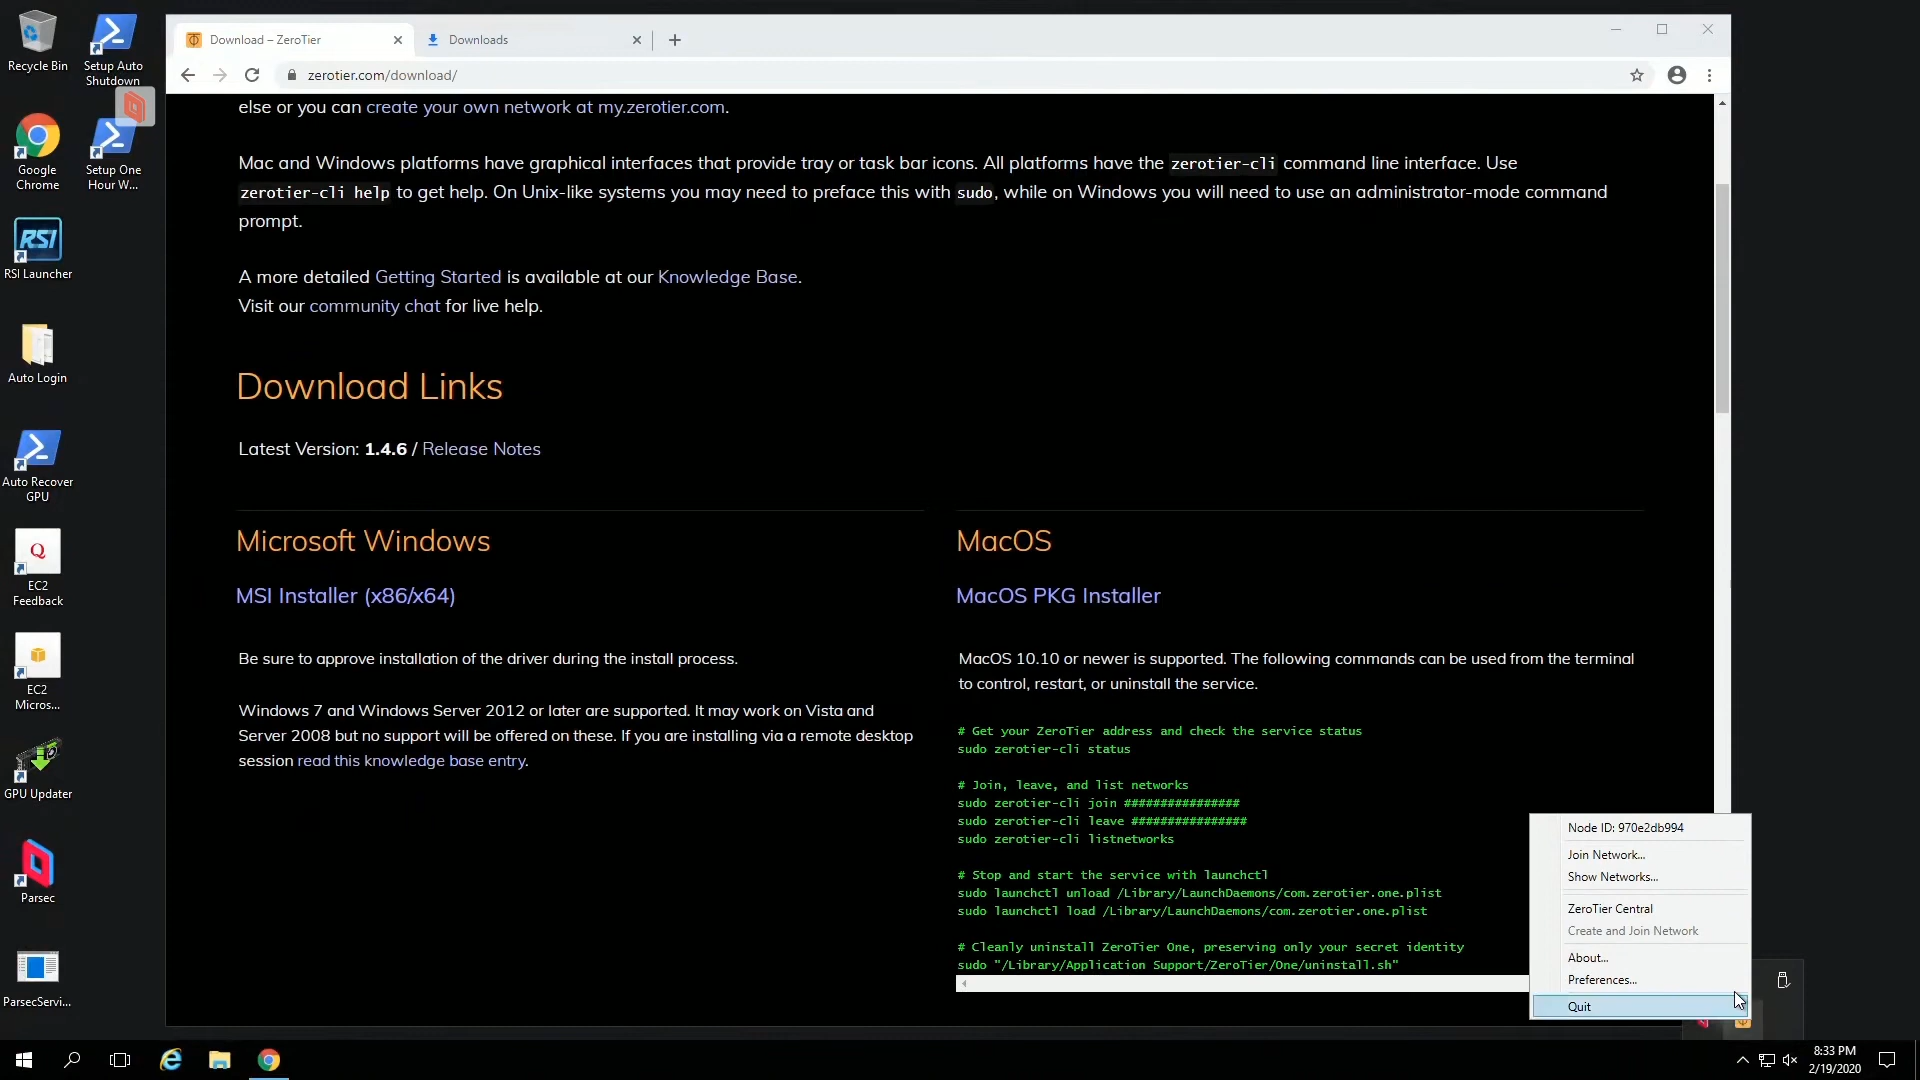 Recycle Bin
Setup Auto
Shutdown
Google
Chrome
Setup One
Hour W...
RSI
RSI Launcher
Auto Login
Auto Recover
GPU
Q
EC2
Feedback
EC2
Micros...
GPU Updater
Parsec
ParsecServi...
Download – ZeroTier
Downloads
zerotier.com/download/
else or you can create your own network at my.zerotier.com.
Mac and Windows platforms have graphical interfaces that provide tray or task bar icons. All platforms have the zerotier-cli command line interface. Use
zerotier-cli help to get help. On Unix-like systems you may need to preface this with sudo, while on Windows you will need to use an administrator-mode command
prompt.
A more detailed Getting Started is available at our Knowledge Base.
Visit our community chat for live help.
Download Links
Latest Version: 1.4.6 / Release Notes
Microsoft Windows
MSI Installer (x86/x64)
Be sure to approve installation of the driver during the install process.
Windows 7 and Windows Server 2012 or later are supported. It may work on Vista and
Server 2008 but no support will be offered on these. If you are installing via a remote desktop
session read this knowledge base entry.
MacOS
MacOS PKG Installer
MacOS 10.10 or newer is supported. The following commands can be used from the terminal
to control, restart, or uninstall the service.
# Get your ZeroTier address and check the service status
sudo zerotier-cli status
# Join, leave, and list networks
sudo zerotier-cli join ################
sudo zerotier-cli leave ################
sudo zerotier-cli listnetworks
# Stop and start the service with launchctl
sudo launchctl unload /Library/LaunchDaemons/com.zerotier.one.plist
sudo launchctl load /Library/LaunchDaemons/com.zerotier.one.plist
# Cleanly uninstall ZeroTier One, preserving only your secret identity
sudo "/Library/Application Support/ZeroTier/One/uninstall.sh"
Node ID: 970e2db994
Join Network...
Show Networks...
ZeroTier Central
Create and Join Network
About...
Preferences...
Quit
8:33 PM
2/19/2020